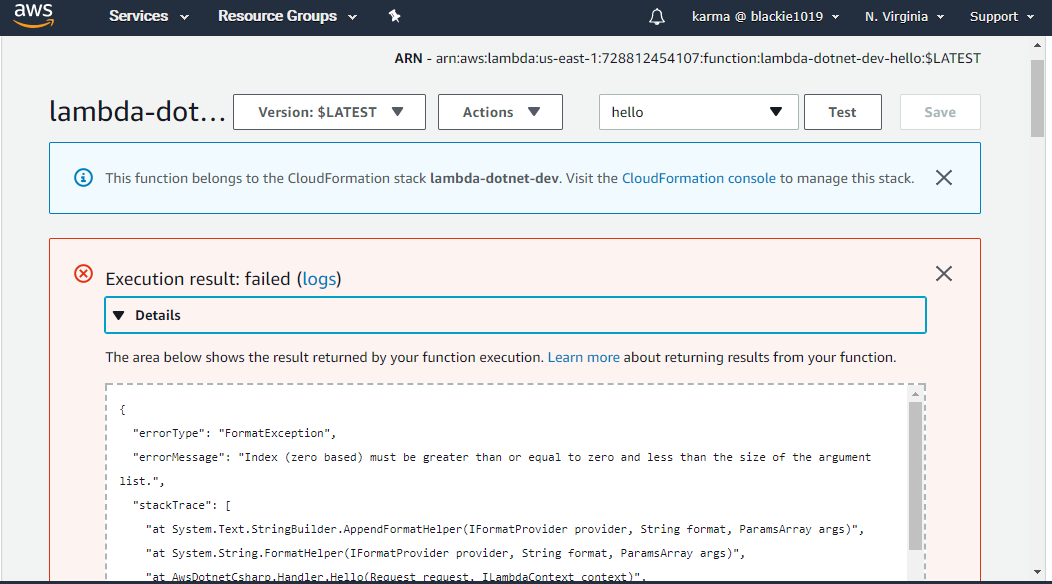 aws Services Resource Groups karma @ blackie1019 N. Virginia Support
ARN - arn:aws:lambda:us-east-1:728812454107:function:lambda-dotnet-dev-hello:$LATEST
lambda-dot... Version: $LATEST Actions hello Test Save
This function belongs to the CloudFormation stack lambda-dotnet-dev. Visit the CloudFormation console to manage this stack.
Execution result: failed (logs)
Details
The area below shows the result returned by your function execution. Learn more about returning results from your function.
{
"errorType": "FormatException",
"errorMessage": "Index (zero based) must be greater than or equal to zero and less than the size of the argument
list.",
"stackTrace": [
"at System.Text.StringBuilder.AppendFormatHelper(IFormatProvider provider, String format, ParamsArray args)",
"at System.String.FormatHelper(IFormatProvider provider, String format, ParamsArray args)",
"at AwsDotnetCsharp.Handler.Hello(Request request, ILambdaContext context)",